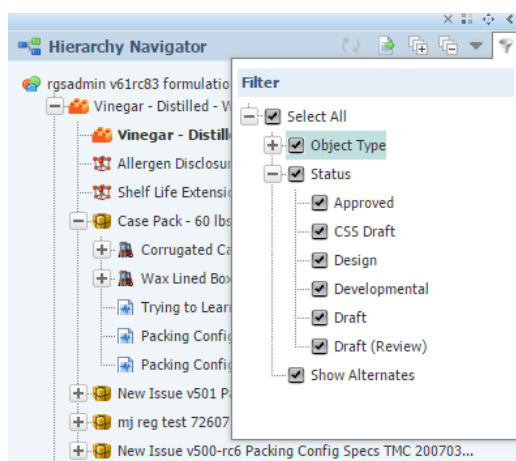 Hierarchy Navigator
Filter
rgsadmin v61rc83 formulatio
Select All
Vinegar - Distilled - W
Object Type
Vinegar - Distill
Status
Allergen Disclosu
Approved
Shelf Life Extensi
CSS Draft
Case Pack - 60 lbs
Design
Corrugated Ca
Developmental
Wax Lined Box
Draft
Trying to Lear
Draft (Review)
Packing Config
Show Alternates
Packing Config
New Issue v501 P
mj reg test 72607
New Issue v500-rc6 Packing Config Specs TMC 200703...